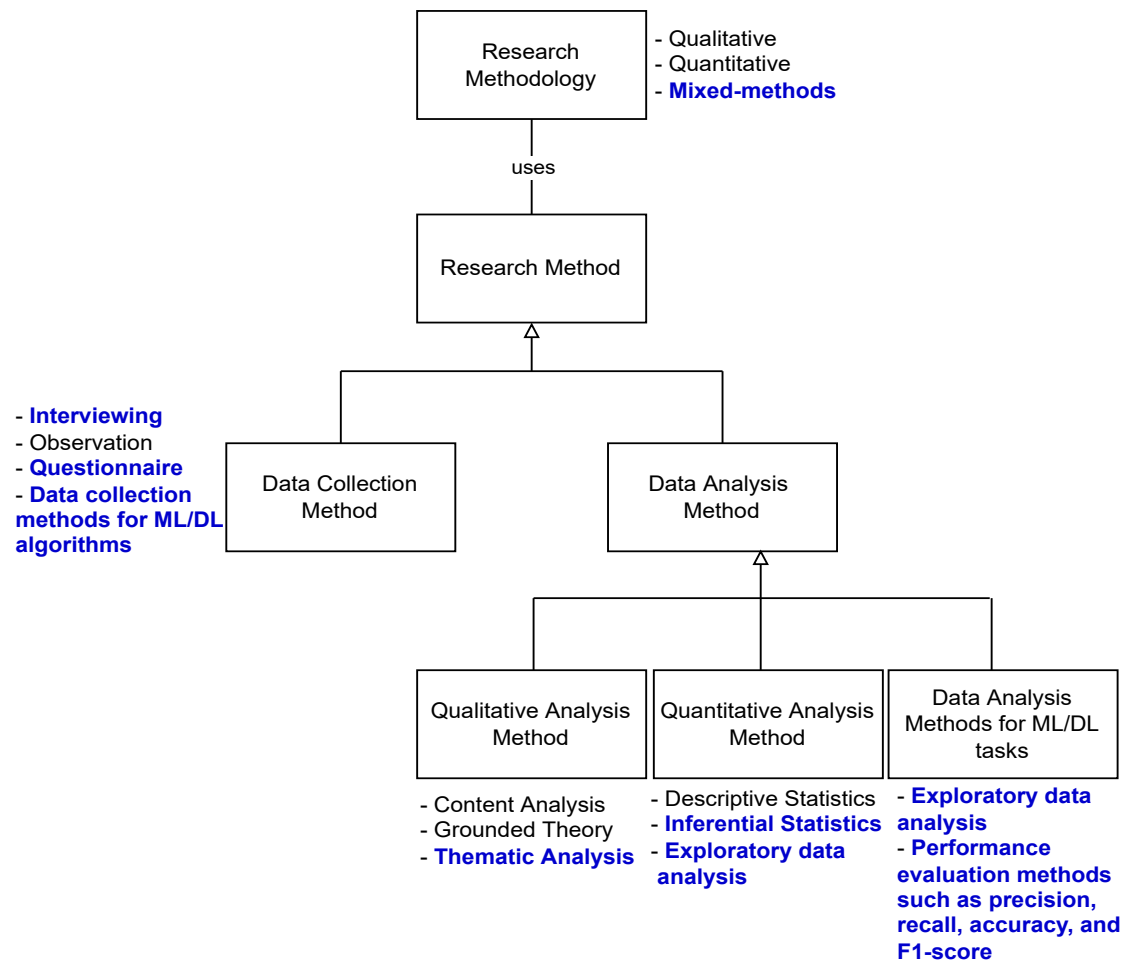 Research
Methodology
- Qualitative
- Quantitative
- Mixed-methods
uses
Research Method
- Interviewing
- Observation
- Questionnaire
- Data collection
methods for ML/DL
algorithms
Data Collection
Method
Data Analysis
Method
Qualitative Analysis
Method
Quantitative Analysis
Method
Data Analysis
Methods for ML/DL
tasks
- Content Analysis
- Grounded Theory
- Thematic Analysis
- Descriptive Statistics
- Inferential Statistics
- Exploratory data
analysis
- Exploratory data
analysis
- Performance
evaluation methods
such as precision,
recall, accuracy, and
F1-score